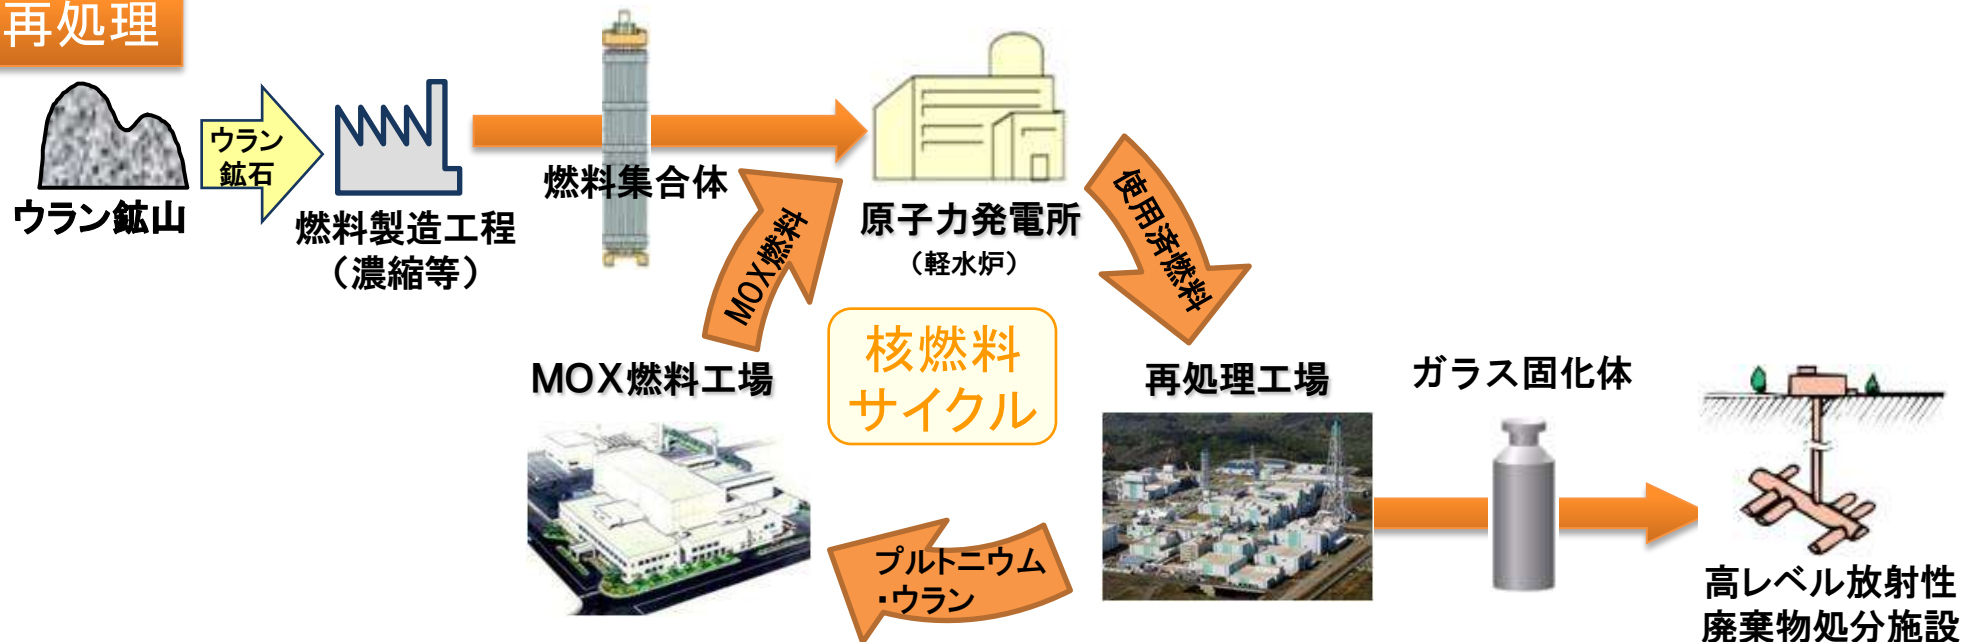 再処理
ウラン
鉱石
ウラン鉱山
燃料製造工程
（濃縮等）
燃料集合体
原子力発電所
（軽水炉）
MOX燃料
使用済燃料
核燃料
サイクル
MOX燃料工場
再処理工場
ガラス固化体
プルトニウム
・ウラン
高レベル放射性
廃棄物処分施設